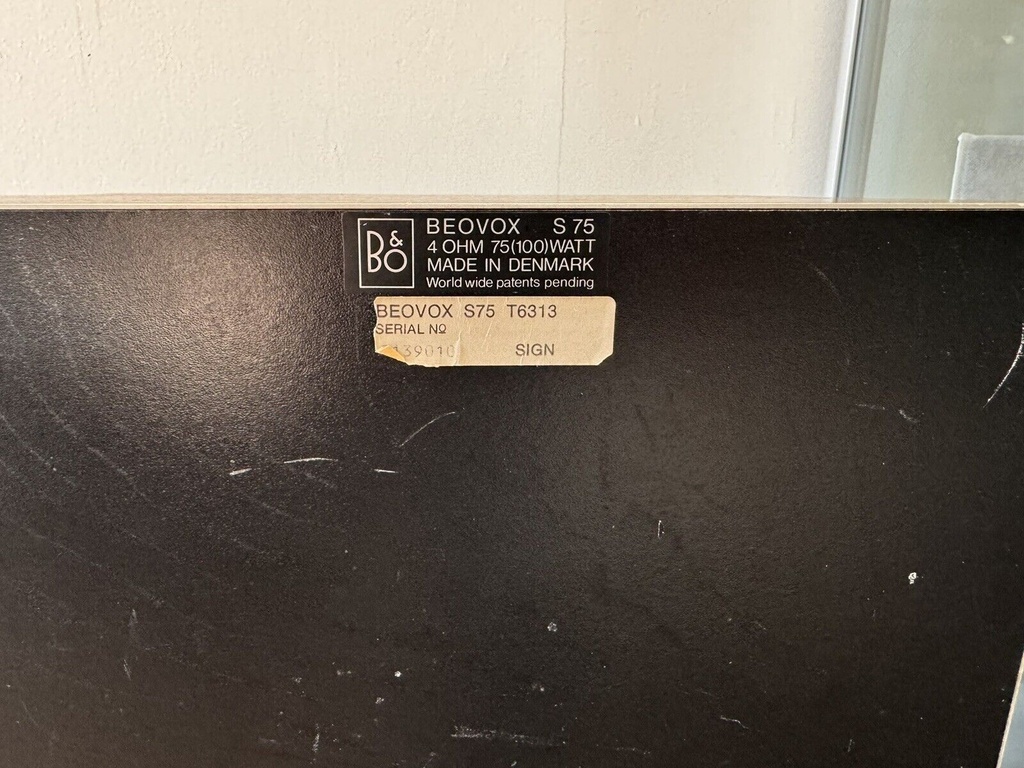 B&O
BEOVOX S 75
4 OHM 75(100)WATT
MADE IN DENMARK
World wide patents pending
BEOVOX S75 T6313
SERIAL Nº
139010 SIGN